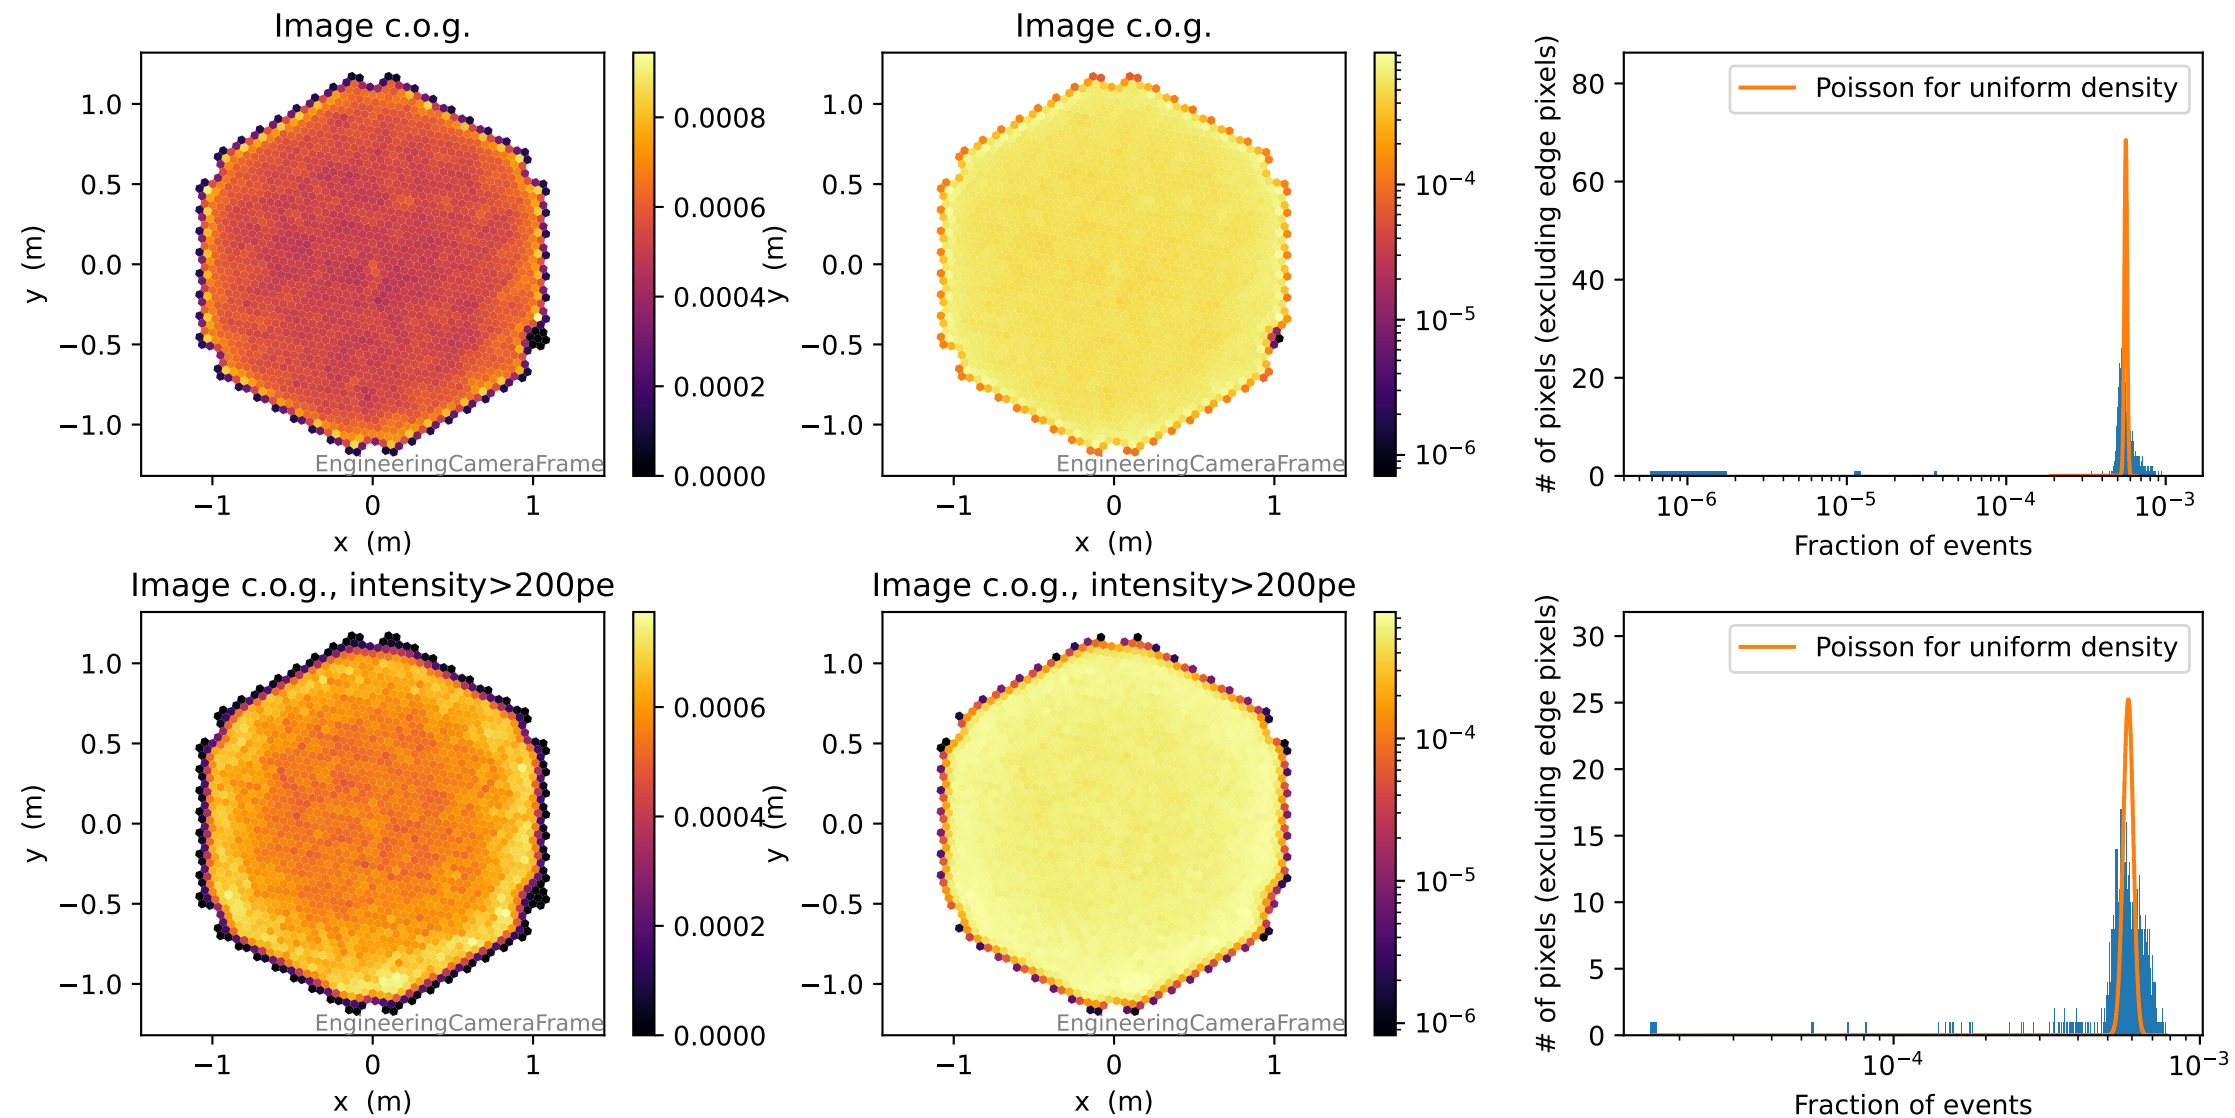 Image c.o.g.
y (m)
1.0
0.5
0.0
−0.5
−1.0
−1
0
1
x (m)
EngineeringCameraFrame
0.0008
0.0006
0.0004
0.0002
0.0000
Image c.o.g.
y (m)
1.0
0.5
0.0
−0.5
−1.0
−1
0
1
x (m)
EngineeringCameraFrame
10⁻⁴
10⁻⁵
10⁻⁶
# of pixels (excluding edge pixels)
80
60
40
20
0
Poisson for uniform density
10⁻⁶
10⁻⁵
10⁻⁴
10⁻³
Fraction of events
Image c.o.g., intensity>200pe
y (m)
1.0
0.5
0.0
−0.5
−1.0
−1
0
1
x (m)
EngineeringCameraFrame
0.0006
0.0004
0.0002
0.0000
Image c.o.g., intensity>200pe
y (m)
1.0
0.5
0.0
−0.5
−1.0
−1
0
1
x (m)
EngineeringCameraFrame
10⁻⁴
10⁻⁵
10⁻⁶
# of pixels (excluding edge pixels)
30
25
20
15
10
5
0
Poisson for uniform density
10⁻⁴
10⁻³
Fraction of events